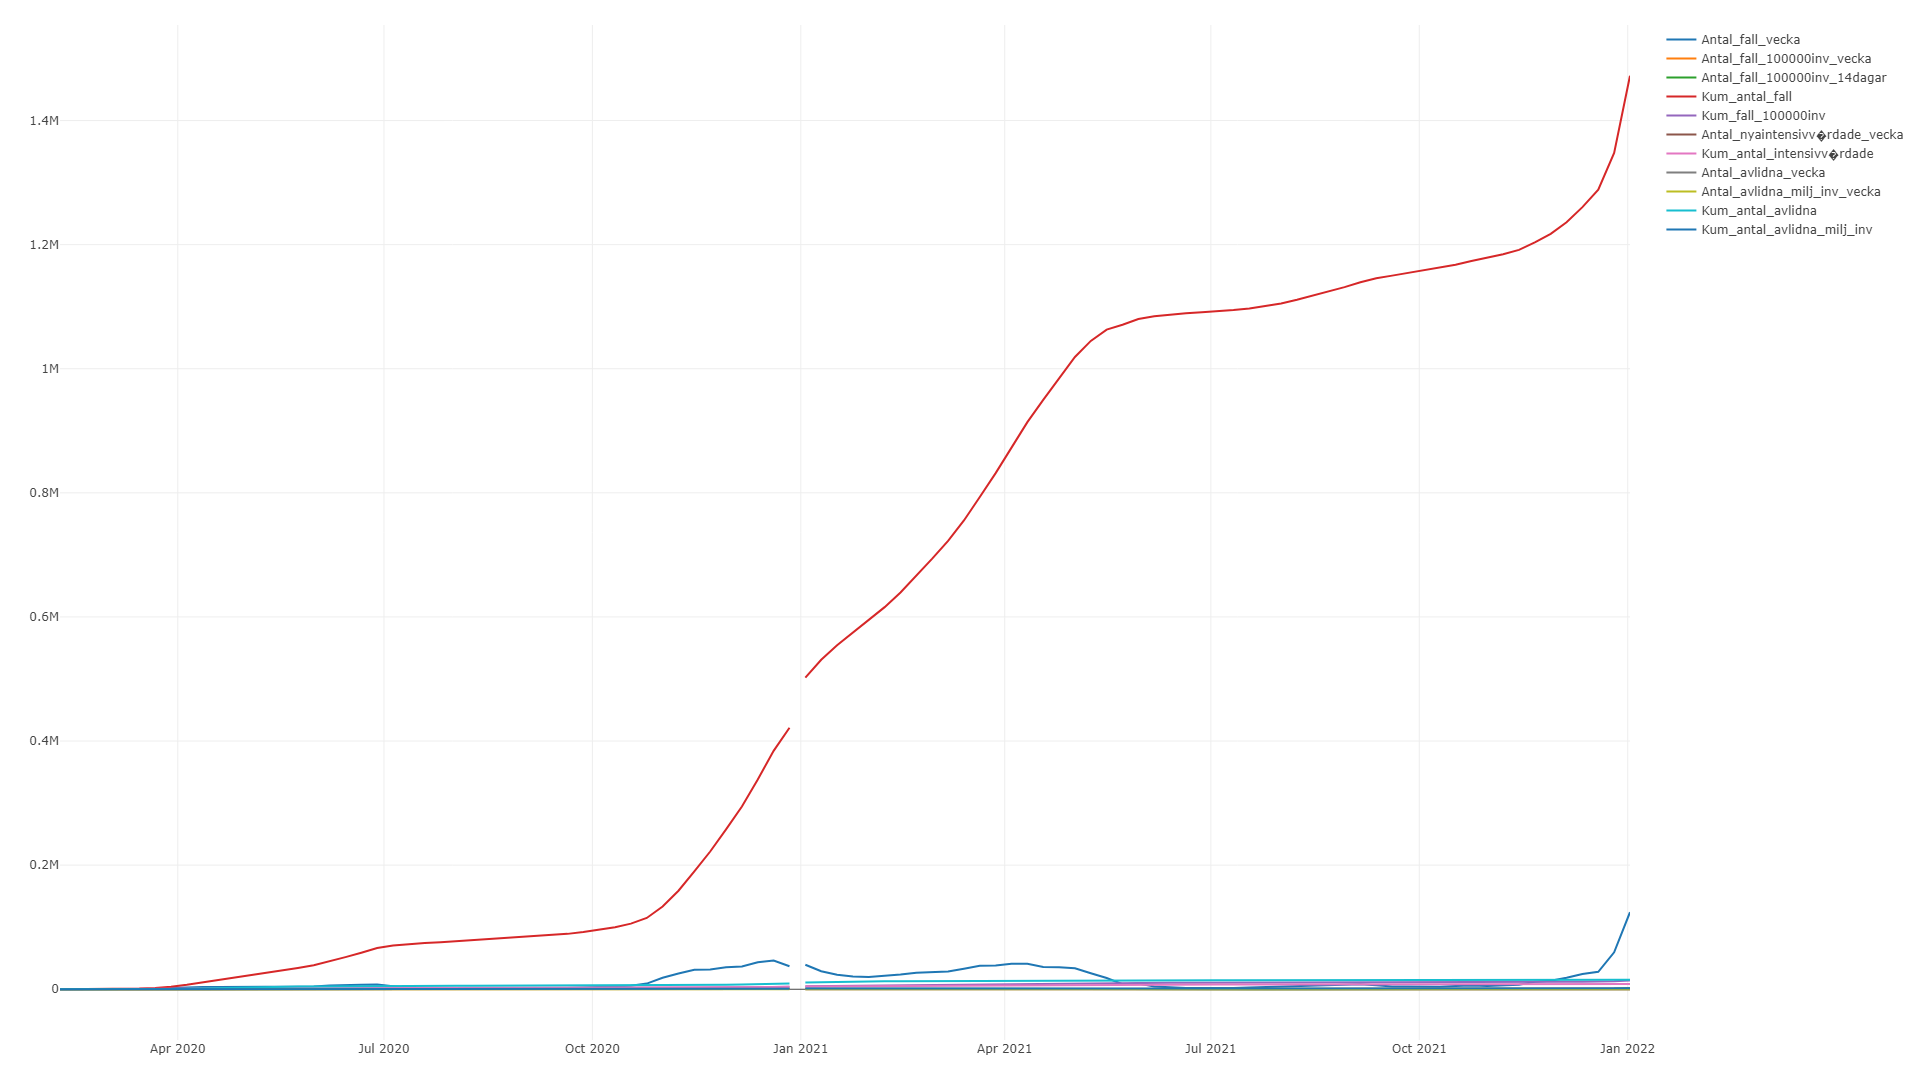 Antal_fall_vecka
Antal_fall_100000inv_vecka
Antal_fall_100000inv_14dagar
Kum_antal_fall
Kum_fall_100000inv
Antal_nyaintensivv�rdade_vecka
Kum_antal_intensivv�rdade
Antal_avlidna_vecka
Antal_avlidna_milj_inv_vecka
Kum_antal_avlidna
Kum_antal_avlidna_milj_inv
1.4M
1.2M
1M
0.8M
0.6M
0.4M
0.2M
0
Apr 2020 Jul 2020 Oct 2020 Jan 2021 Apr 2021 Jul 2021 Oct 2021 Jan 2022